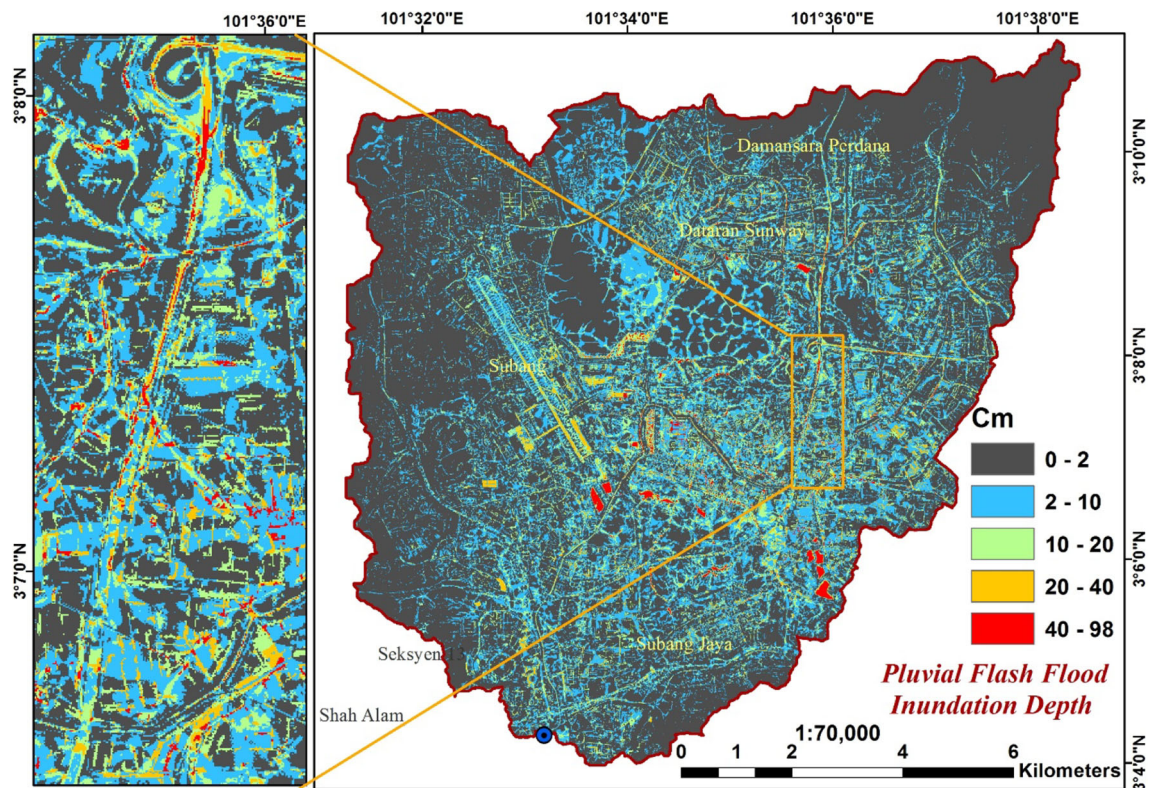 101°36'0"E
101°32'0"E
101°34'0"E
101°36'0"E
101°38'0"E
3°8'0"N
3°7'0"N
3°10'0"N
3°8'0"N
3°6'0"N
3°4'0"N
Damansara Perdana
Dataran Sunway
Subang
Subang Jaya
Seksyen 13
Shah Alam
Cm
0 - 2
2 - 10
10 - 20
20 - 40
40 - 98
Pluvial Flash Flood
Inundation Depth
1:70,000
0 1 2 4 6
Kilometers